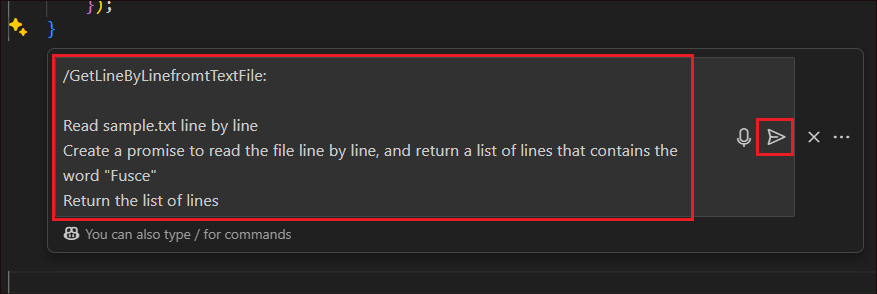 });
}
/GetLineByLinefromtTextFile:
Read sample.txt line by line
Create a promise to read the file line by line, and return a list of lines that contains the
word "Fusce"
Return the list of lines
You can also type / for commands